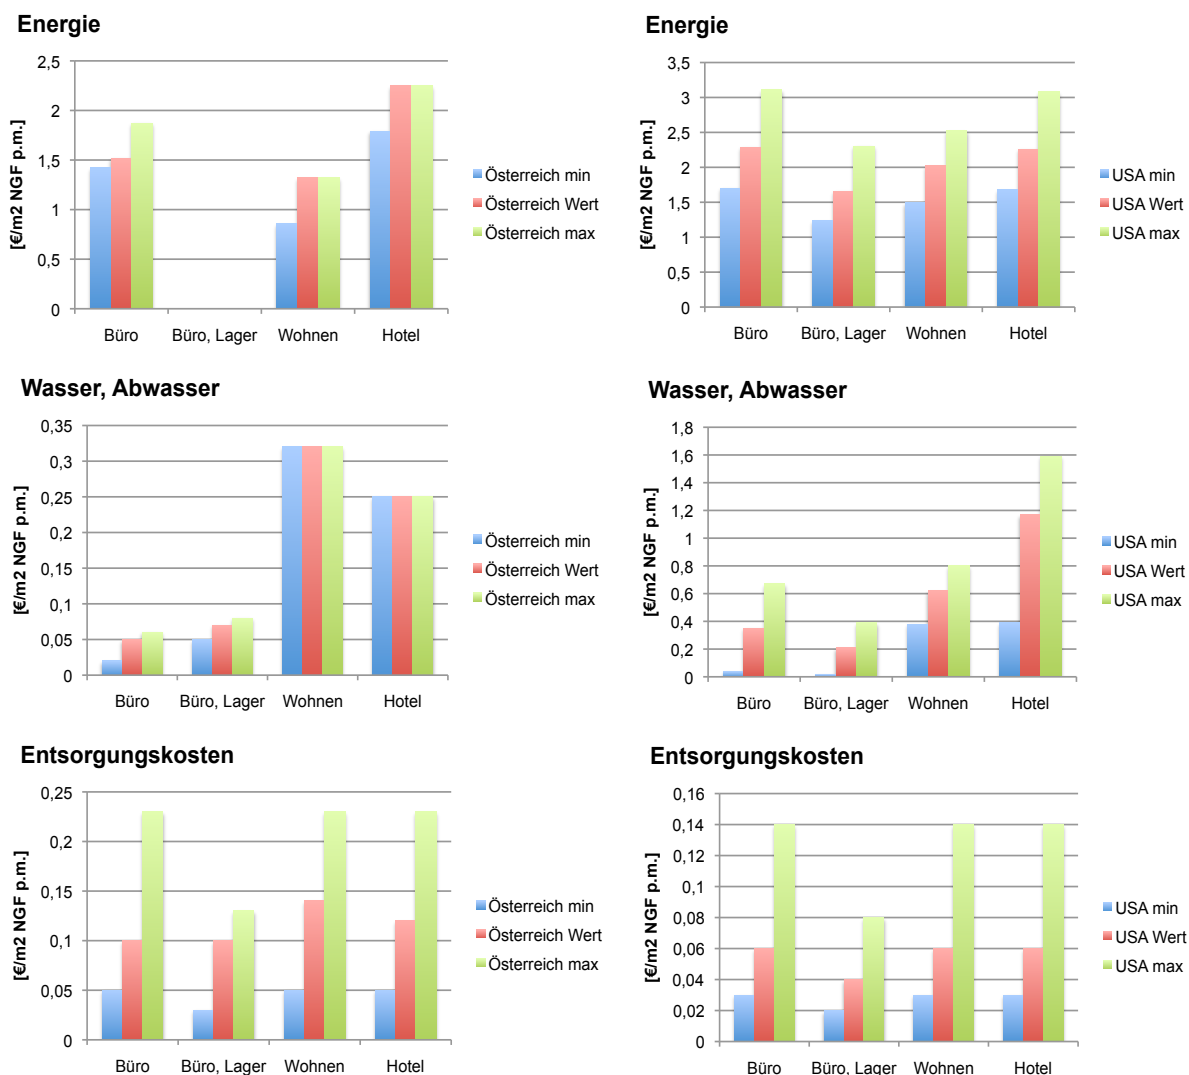 Energie
[€/m2 NGF p.m.]
2,5
2
1,5
1
0,5
0
Büro
Büro, Lager
Wohnen
Hotel
Österreich min
Österreich Wert
Österreich max
Energie
[€/m2 NGF p.m.]
3,5
3
2,5
2
1,5
1
0,5
0
Büro
Büro, Lager
Wohnen
Hotel
USA min
USA Wert
USA max
Wasser, Abwasser
[€/m2 NGF p.m.]
0,35
0,3
0,25
0,2
0,15
0,1
0,05
0
Büro
Büro, Lager
Wohnen
Hotel
Österreich min
Österreich Wert
Österreich max
Wasser, Abwasser
[€/m2 NGF p.m.]
1,8
1,6
1,4
1,2
1
0,8
0,6
0,4
0,2
0
Büro
Büro, Lager
Wohnen
Hotel
USA min
USA Wert
USA max
Entsorgungskosten
[€/m2 NGF p.m.]
0,25
0,2
0,15
0,1
0,05
0
Büro
Büro, Lager
Wohnen
Hotel
Österreich min
Österreich Wert
Österreich max
Entsorgungskosten
[€/m2 NGF p.m.]
0,16
0,14
0,12
0,1
0,08
0,06
0,04
0,02
0
Büro
Büro, Lager
Wohnen
Hotel
USA min
USA Wert
USA max